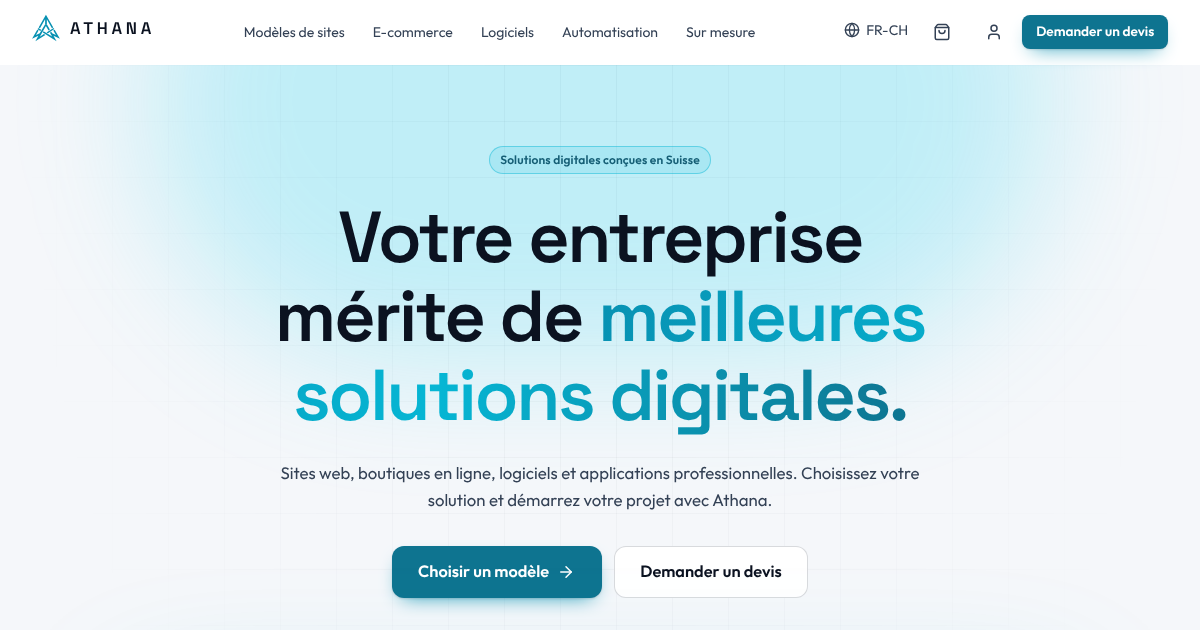 ATHANA
Modèles de sites
E-commerce
Logiciels
Automatisation
Sur mesure
FR-CH
Demander un devis
Solutions digitales conçues en Suisse
Votre entreprise
mérite de meilleures
solutions digitales.
Sites web, boutiques en ligne, logiciels et applications professionnelles. Choisissez votre
solution et démarrez votre projet avec Athana.
Choisir un modèle
Demander un devis